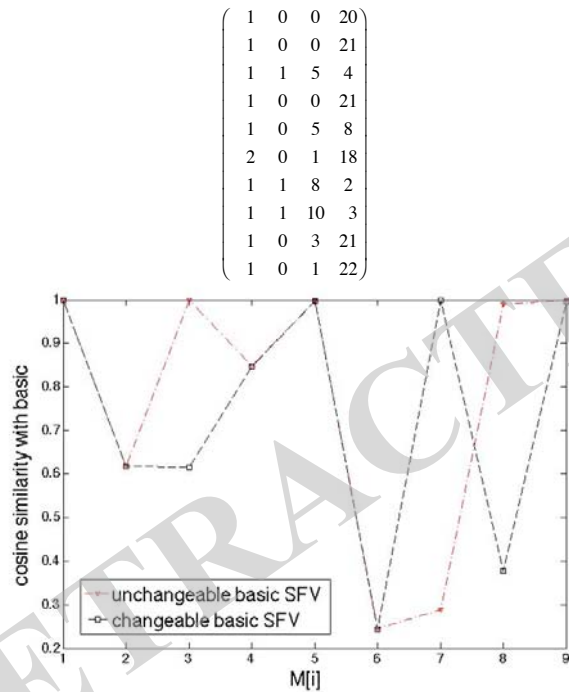 1 0 0 20
1 0 0 21
1 1 5 4
1 0 0 21
1 0 5 8
2 0 1 18
1 1 8 2
1 1 10 3
1 0 3 21
1 0 1 22
1
0.9
0.8
0.7
0.6
0.5
0.4
0.3
0.2
cosine similarity with basic
unchangeable basic SFV
changeable basic SFV
1 2 3 4 5 6 7 8 9
M[i]
ETRACTE